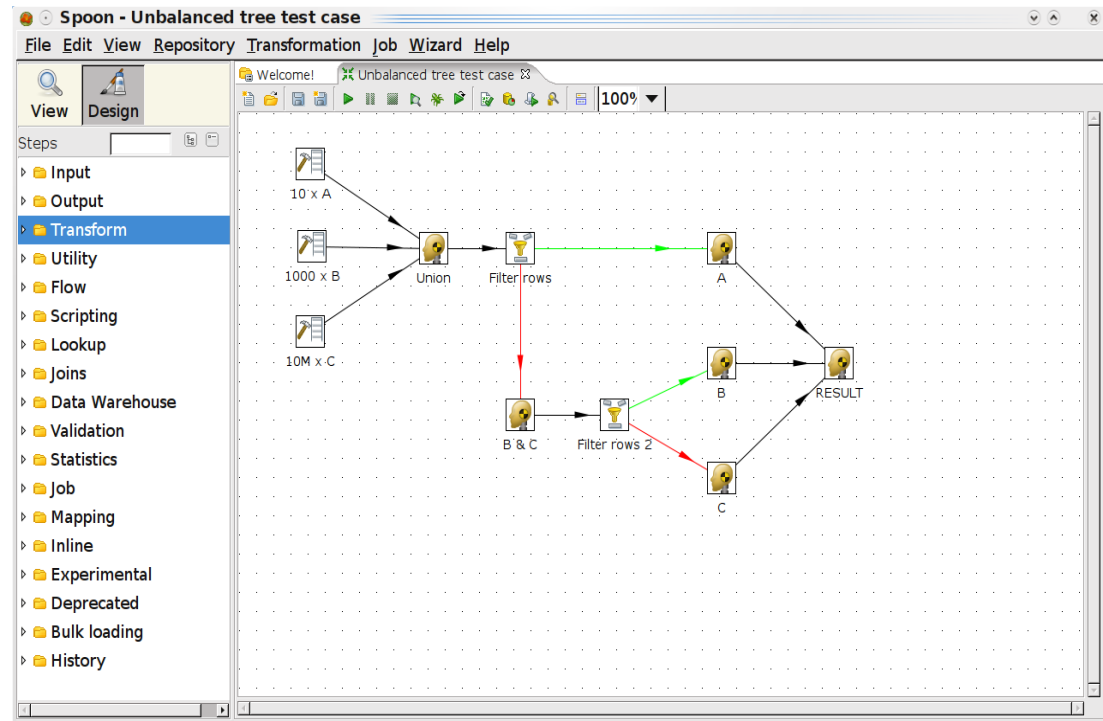 Spoon - Unbalanced tree test case
File Edit View Repository Transformation Job Wizard Help
Welcome! Unbalanced tree test case
View Design
100%
Steps
Input
Output
Transform
Utility
Flow
Scripting
Lookup
Joins
Data Warehouse
Validation
Statistics
Job
Mapping
Inline
Experimental
Deprecated
Bulk loading
History
10 x A
1000 x B
Union
Filter rows
A
10M x C
B
RESULT
B & C
Filter rows 2
C